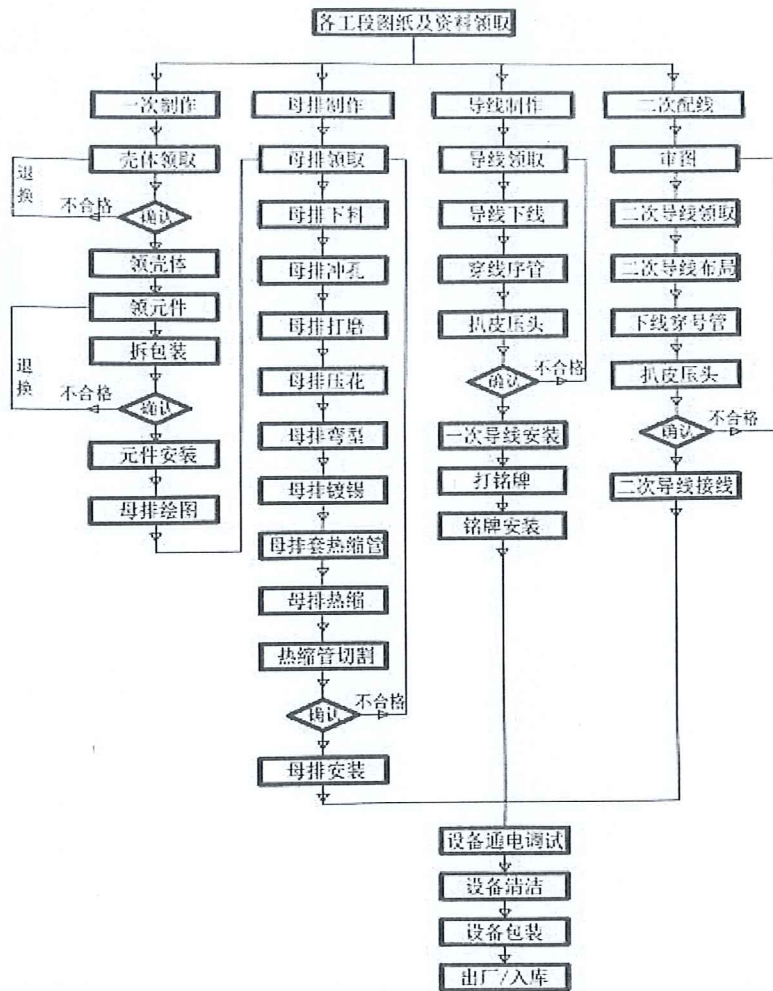 各工段图纸及资料领取
一次制作
壳体领取
退换
不合格
确认
领壳体
领元件
拆包装
退换
不合格
确认
元件安装
母排绘图
母排制作
母排领取
母排下料
母排冲孔
母排打磨
母排压花
母排弯型
母排镀锡
母排套热缩管
母排热缩
热缩管切割
确认
不合格
母排安装
导线制作
导线领取
导线下线
穿线序管
扒皮压头
确认
不合格
一次导线安装
打铭牌
铭牌安装
二次配线
审图
二次导线领取
二次导线布局
下线穿号管
扒皮压头
确认
不合格
二次导线接线
设备通电调试
设备清洁
设备包装
出厂/入库